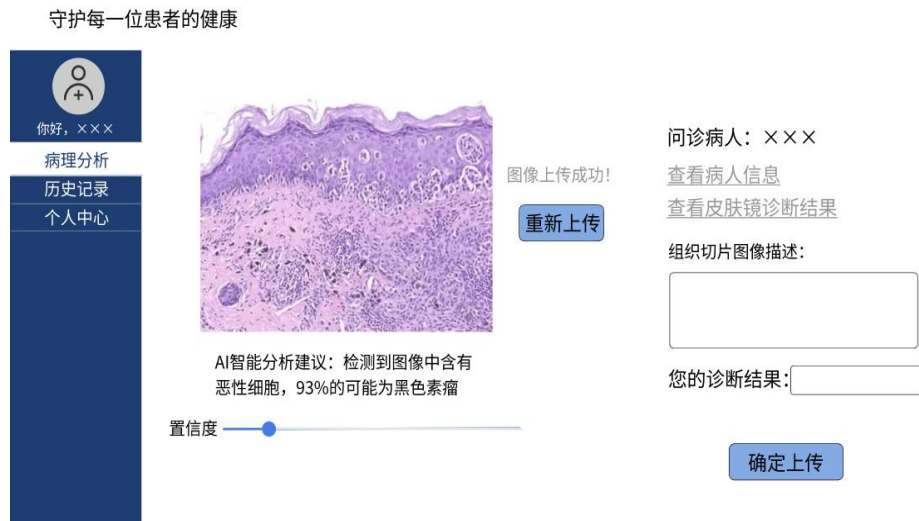 守护每一位患者的健康
你好，×××
病理分析
历史记录
个人中心
图像上传成功！
重新上传
AI智能分析建议：检测到图像中含有
恶性细胞，93%的可能为黑色素瘤
置信度
问诊病人：×××
查看病人信息
查看皮肤镜诊断结果
组织切片图像描述：
您的诊断结果：
确定上传